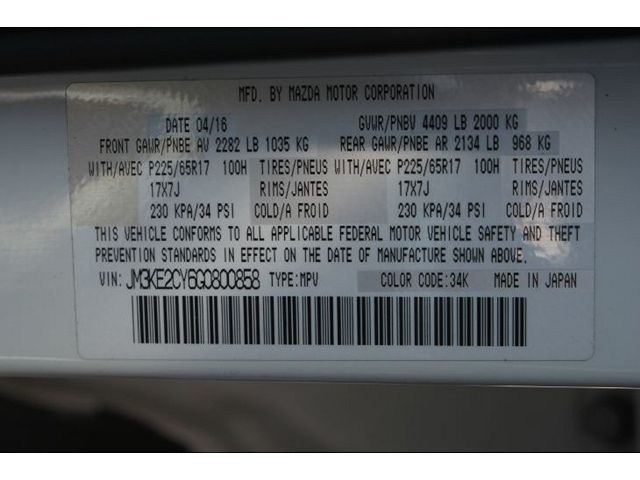 MFD. BY MAZDA MOTOR CORPORATION
DATE 04/16 GVWR/PNBV 4409 LB 2000 KG
FRONT GAWR/PNBE AV 2282 LB 1035 KG REAR GAWR/PNBE AR 2134 LB 968 KG
WITH/AVEC P225/65R17 100H TIRES/PNEUS WITH/AVEC P225/65R17 100H TIRES/PNEUS
17X7J RIMS/JANTES 17X7J RIMS/JANTES
230 KPA/34 PSI COLD/A FROID 230 KPA/34 PSI COLD/A FROID
THIS VEHICLE CONFORMS TO ALL APPLICABLE FEDERAL MOTOR VEHICLE SAFETY AND THEFT
PREVENTION STANDARDS IN EFFECT ON THE DATE OF MANUFACTURE SHOWN ABOVE.
VIN: JM3KE2CY6G0800858 TYPE:MPV COLOR CODE:34K MADE IN JAPAN